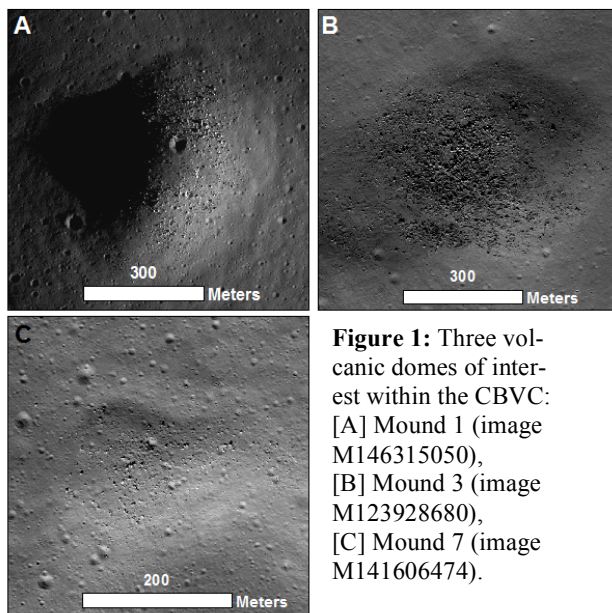 A
300
Meters
B
300
Meters
C
200
Meters
Figure 1: Three vol-
canic domes of inter-
est within the CBVC:
[A] Mound 1 (image
M146315050),
[B] Mound 3 (image
M123928680),
[C] Mound 7 (image
M141606474).